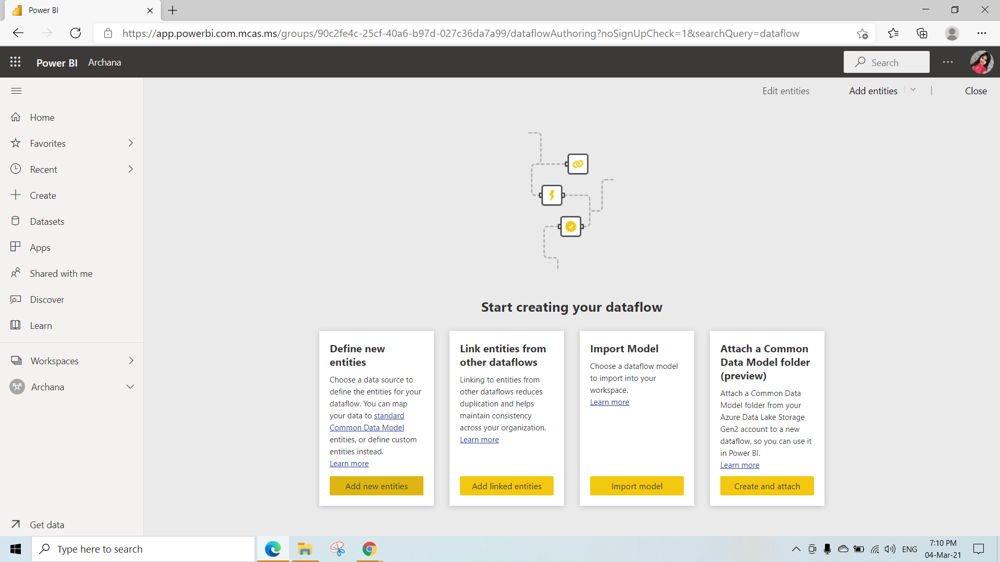 Power BI
https://app.powerbi.com.mcas.ms/groups/90c2fe4c-25cf-40a6-b97d-027c36da7a99/dataflowAuthoring?noSignUpCheck=1&searchQuery=dataflow
Power BI Archana
Search
Edit entities
Add entities
Close
Home
Favorites
Recent
Create
Datasets
Apps
Shared with me
Discover
Learn
Workspaces
Archana
Get data
Start creating your dataflow
Define new
entities
Choose a data source to
define the entities for your
dataflow. You can map
your data to standard
Common Data Model
entities, or define custom
entities instead.
Learn more
Add new entities
Link entities from
other dataflows
Linking to entities from
other dataflows reduces
duplication and helps
maintain consistency
across your organization.
Learn more
Add linked entities
Import Model
Choose a dataflow model
to import into your
workspace.
Learn more
Import model
Attach a Common
Data Model folder
(preview)
Attach a Common Data
Model folder from your
Azure Data Lake Storage
Gen2 account to a new
dataflow, so you can use it
in Power BI.
Learn more
Create and attach
Type here to search
ENG
7:10 PM
04-Mar-21